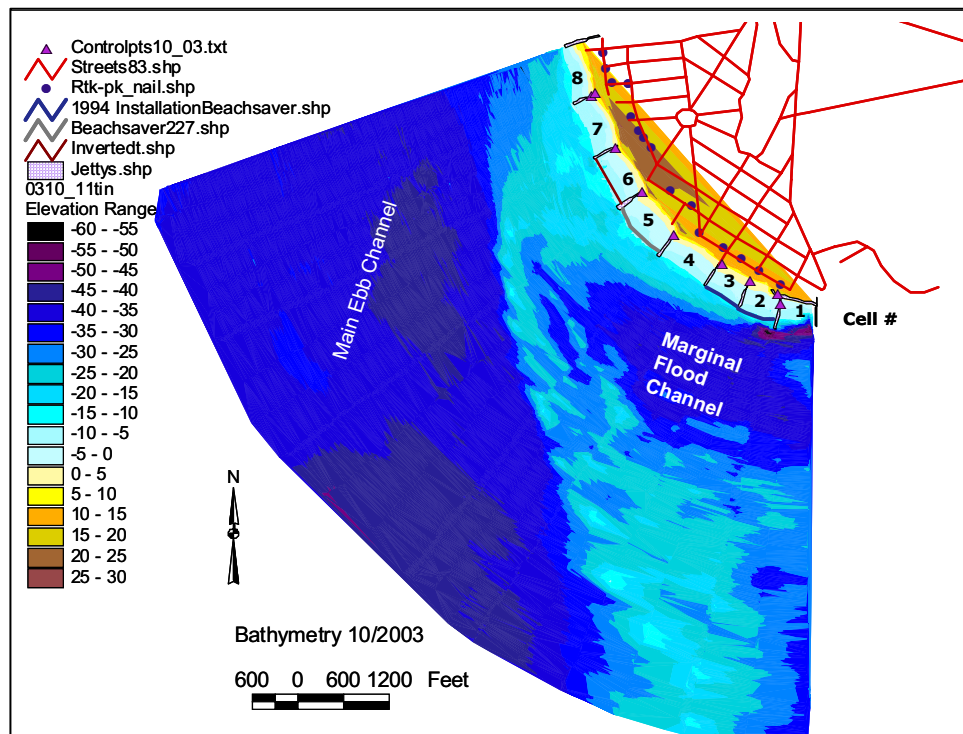 Controlpts10_03.txt
Streets83.shp
Rtk-pk_nail.shp
1994 InstallationBeachsaver.shp
Beachsaver227.shp
Invertedt.shp
Jettys.shp
0310_11tin
Elevation Range
-60 - -55
-55 - -50
-50 - -45
-45 - -40
-40 - -35
-35 - -30
-30 - -25
-25 - -20
-20 - -15
-15 - -10
-10 - -5
-5 - 0
0 - 5
5 - 10
10 - 15
15 - 20
20 - 25
25 - 30
8
7
6
5
4
3
2
1
Cell #
Main Ebb Channel
Marginal
Flood
Channel
N
Bathymetry 10/2003
600 0 600 1200 Feet